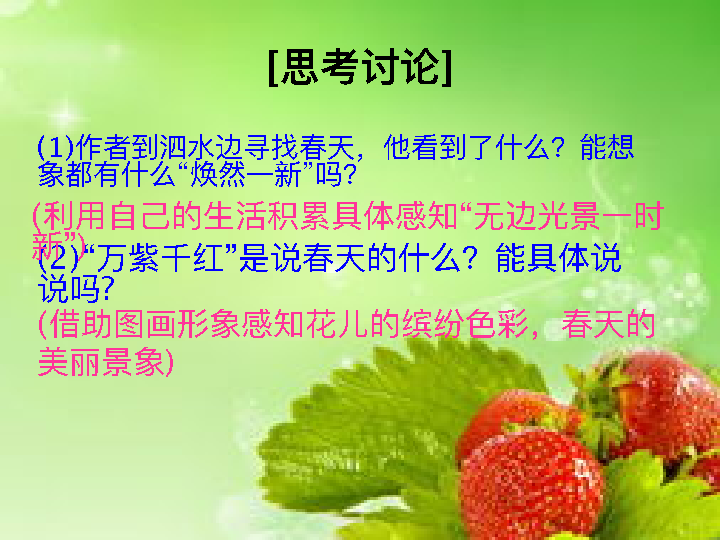 [思考讨论]
(1)作者到泗水边寻找春天，他看到了什么？能想
象都有什么“焕然一新”吗？
(利用自己的生活积累具体感知“无边光景一时
新”)
(2)“万紫千红”是说春天的什么？能具体说
说吗？
(借助图画形象感知花儿的缤纷色彩，春天的
美丽景象)